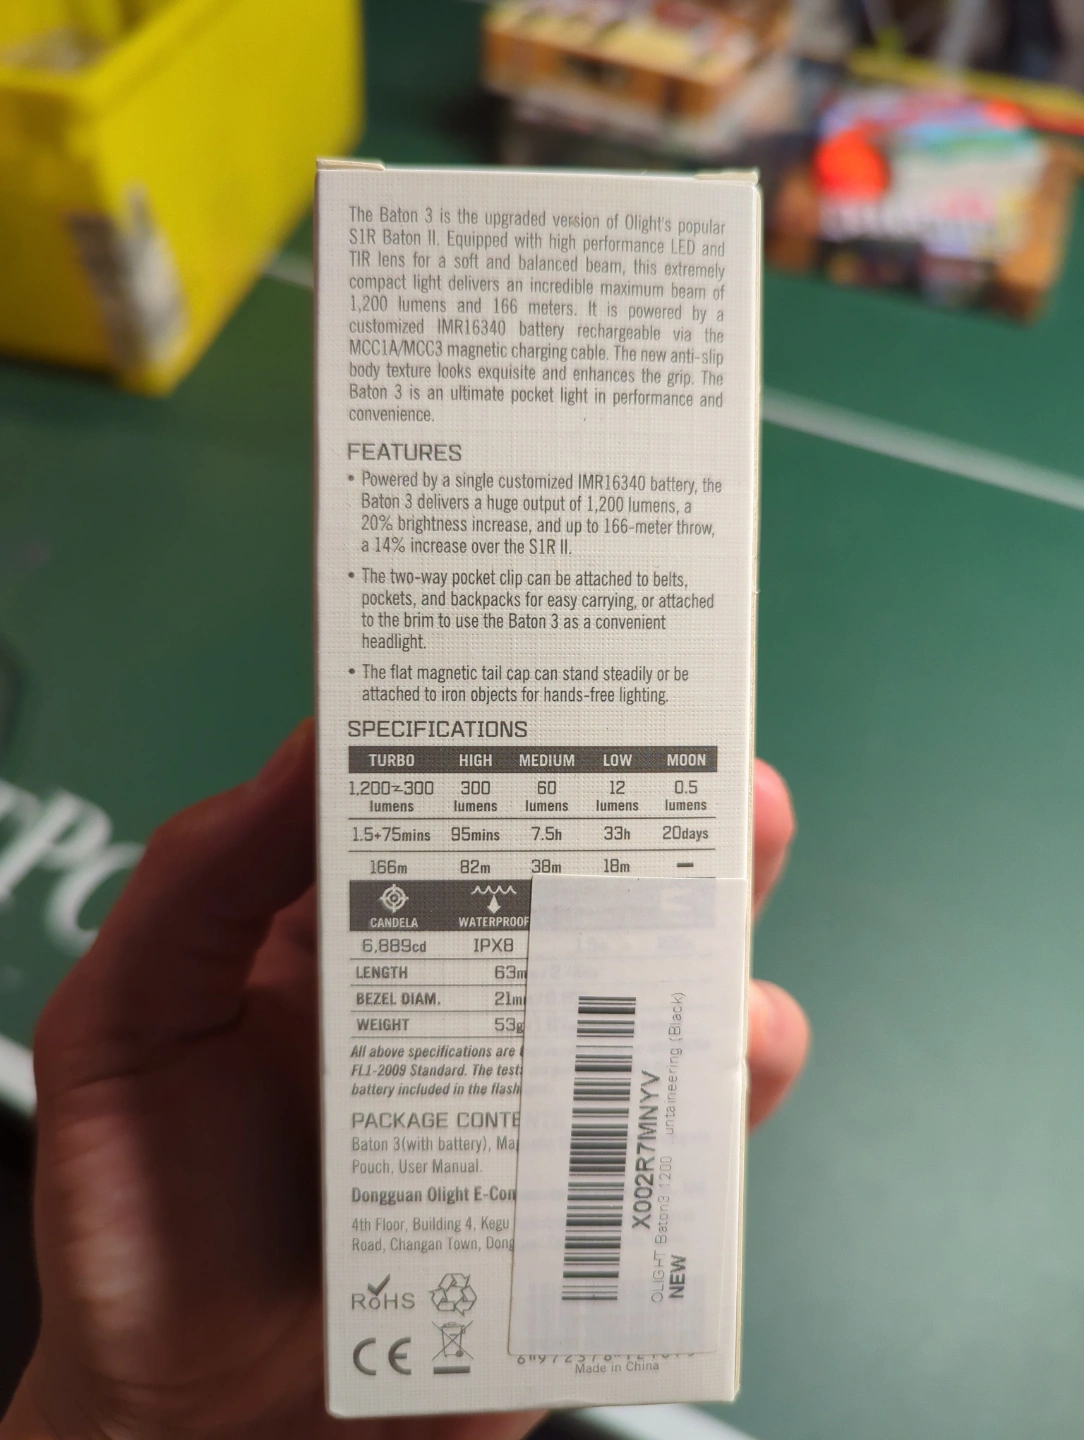 The Baton 3 is the upgraded version of Olight's popular
S1R Baton II. Equipped with high performance LED and
TIR lens for a soft and balanced beam, this extremely
compact light delivers an incredible maximum beam of
1,200 lumens and 166 meters. It is powered by a
customized IMR16340 battery rechargeable via the
MCC1A/MCC3 magnetic charging cable. The new anti-slip
body texture looks exquisite and enhances the grip. The
Baton 3 is an ultimate pocket light in performance and
convenience.
FEATURES
• Powered by a single customized IMR16340 battery, the
Baton 3 delivers a huge output of 1,200 lumens, a
20% brightness increase, and up to 166-meter throw,
a 14% increase over the S1R II.
• The two-way pocket clip can be attached to belts,
pockets, and backpacks for easy carrying, or attached
to the brim to use the Baton 3 as a convenient
headlight.
• The flat magnetic tail cap can stand steadily or be
attached to iron objects for hands-free lighting.
SPECIFICATIONS
TURBO HIGH MEDIUM LOW MOON
1,200~300 300 60 12 0.5
lumens lumens lumens lumens lumens
1.5+75mins 95mins 7.5h 33h 20days
166m 82m 38m 18m —
CANDELA WATERPROOF
6,889cd IPX8
LENGTH 63m
BEZEL DIAM. 21m
WEIGHT 53g
All above specifications are
FL1-2009 Standard. The test
battery included in the flash
PACKAGE CONTE
Baton 3(with battery), Ma
Pouch, User Manual.
Dongguan Olight E-Com
4th Floor, Building 4, Kegu
Road, Changan Town, Dong
RoHS
CE
Made in China
X002R7MNYV
OLIGHT Baton3 1200 untaineering (Black)
NEW